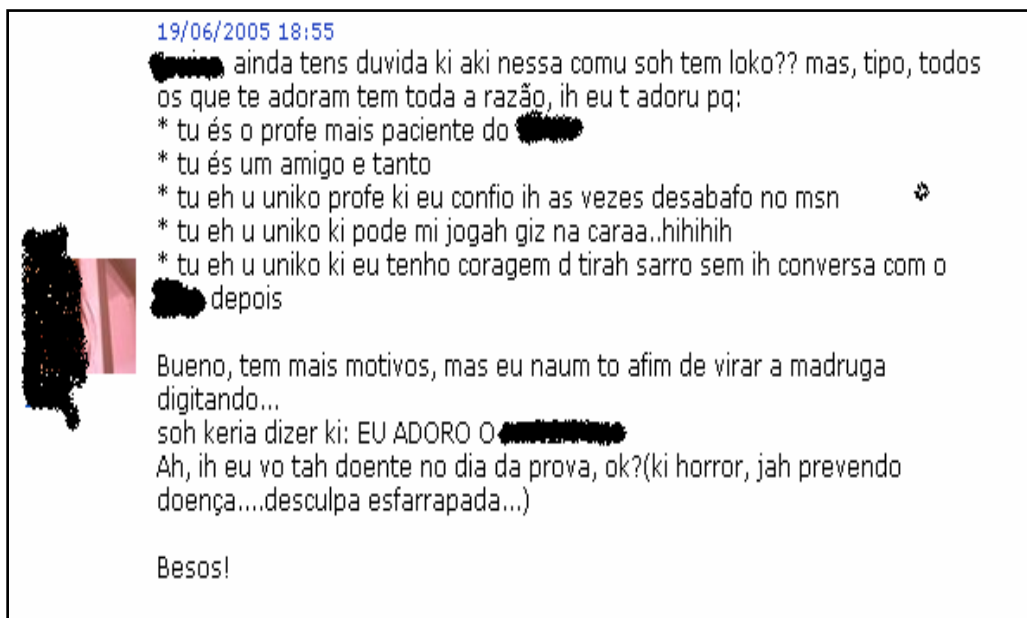 19/06/2005 18:55
ainda tens duvida ki aki nessa comu soh tem loko?? mas, tipo, todos
os que te adoram tem toda a razão, ih eu t adoru pq:
* tu és o profe mais paciente do
* tu és um amigo e tanto
* tu eh u uniko profe ki eu confio ih as vezes desabafo no msn
* tu eh u uniko ki pode mi jogah giz na caraa..hihihih
* tu eh u uniko ki eu tenho coragem d tirah sarro sem ih conversa com o
depois
Bueno, tem mais motivos, mas eu naum to afim de virar a madruga
digitando...
soh keria dizer ki: EU ADORO O
Ah, ih eu vo tah doente no dia da prova, ok?(ki horror, jah prevendo
doença....desculpa esfarrapada...)
Besos!